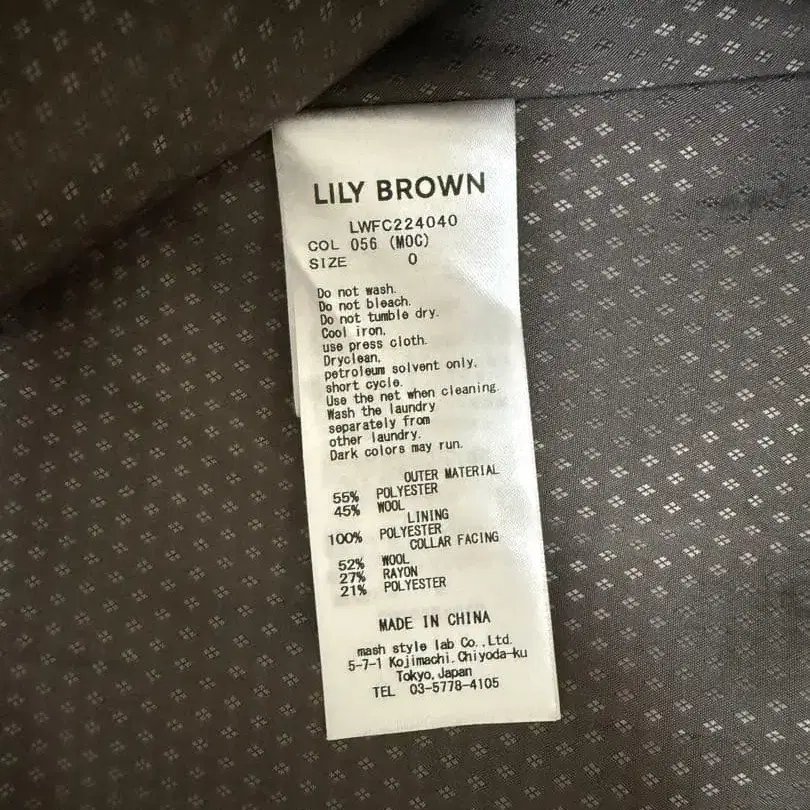 LILY BROWN
LWFC224040
COL 056 (MOC)
SIZE 0
Do not wash.
Do not bleach.
Do not tumble dry.
Cool iron,
use press cloth.
Dryclean,
petroleum solvent only,
short cycle.
Use the net when cleaning.
Wash the laundry
separately from
other laundry.
Dark colors may run.
OUTER MATERIAL
55% POLYESTER
45% WOOL
LINING
100% POLYESTER
COLLAR FACING
52% WOOL
27% RAYON
21% POLYESTER
MADE IN CHINA
mash style lab Co.,Ltd.
5-7-1 Kojimachi.Chiyoda-ku
Tokyo,Japan
TEL 03-5778-4105